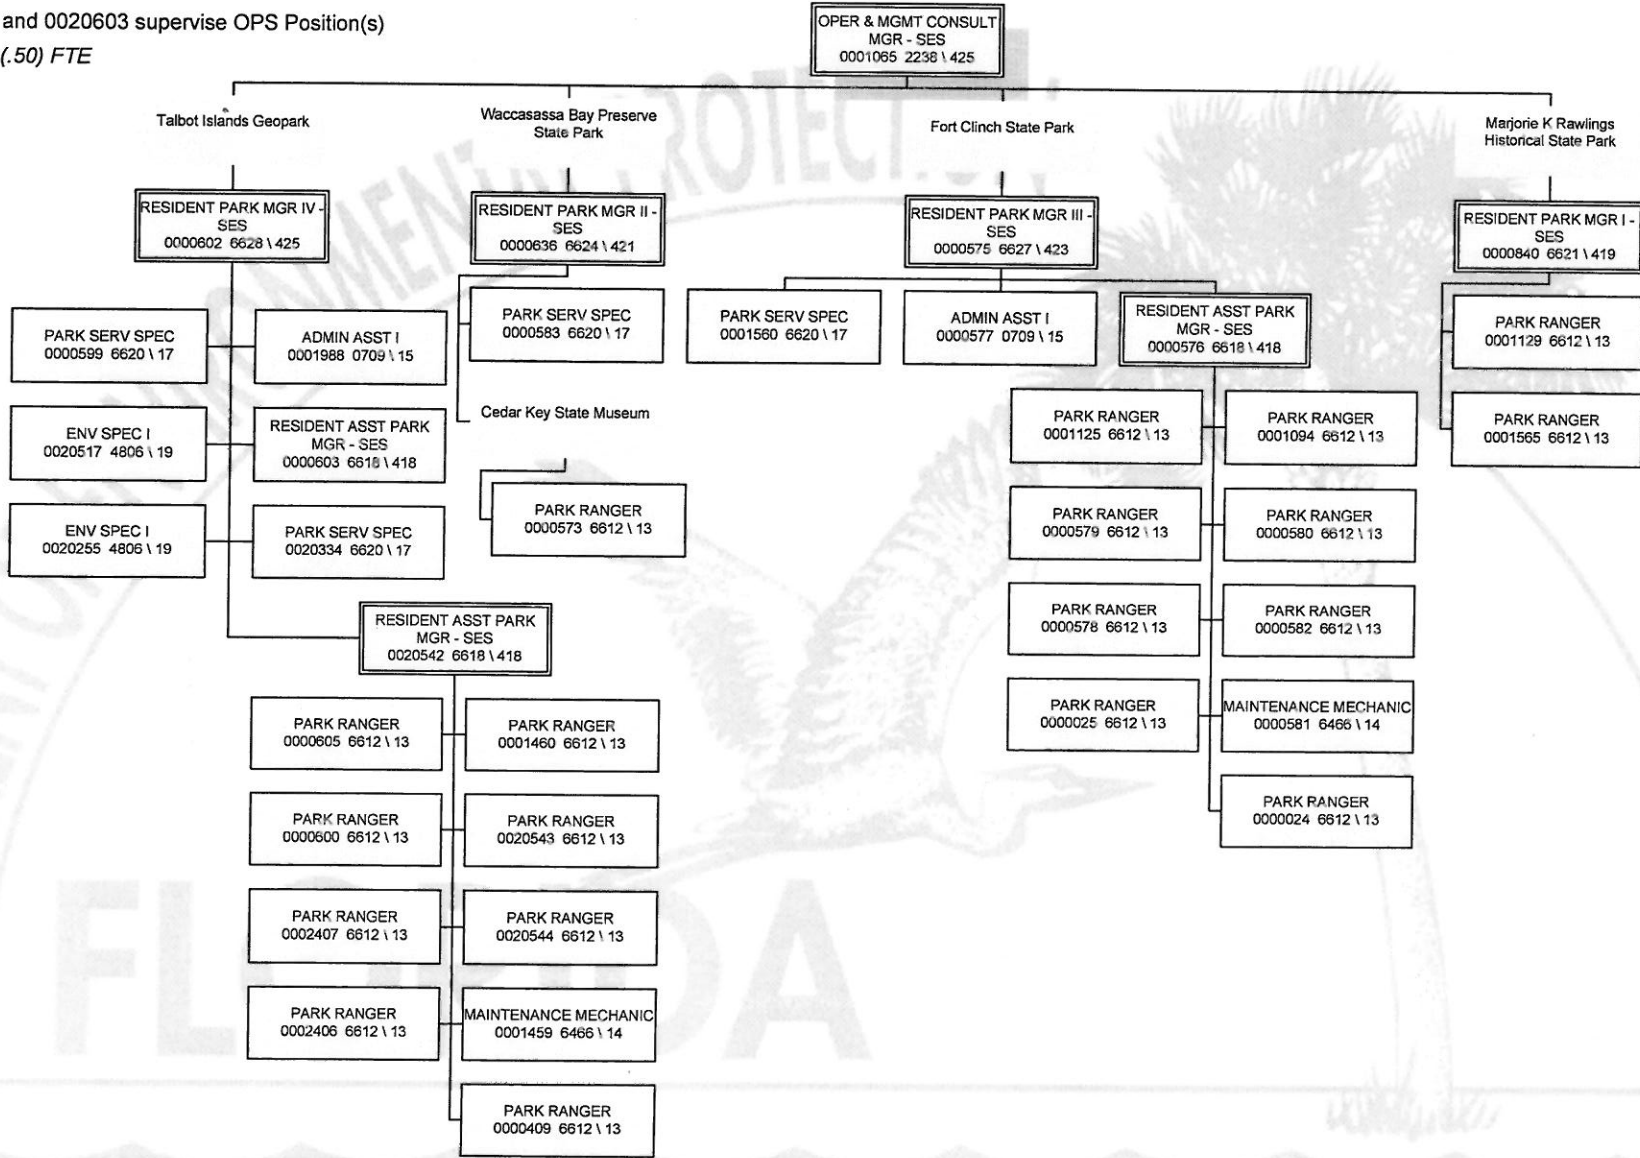 and 0020603 supervise OPS Position(s)
(.50) FTE
OPER & MGMT CONSULT
MGR - SES
0001065 2238 \ 425
Talbot Islands Geopark
Waccasassa Bay Preserve
State Park
Fort Clinch State Park
Marjorie K Rawlings
Historical State Park
RESIDENT PARK MGR IV -
SES
0000602 6628 \ 425
RESIDENT PARK MGR II -
SES
0000636 6624 \ 421
RESIDENT PARK MGR III -
SES
0000575 6627 \ 423
RESIDENT PARK MGR I -
SES
0000840 6621 \ 419
PARK SERV SPEC
0000599 6620 \ 17
ADMIN ASST I
0001988 0709 \ 15
ENV SPEC I
0020517 4806 \ 19
RESIDENT ASST PARK
MGR - SES
0000603 6618 \ 418
ENV SPEC I
0020255 4806 \ 19
PARK SERV SPEC
0020334 6620 \ 17
RESIDENT ASST PARK
MGR - SES
0020542 6618 \ 418
PARK RANGER
0000605 6612 \ 13
PARK RANGER
0001460 6612 \ 13
PARK RANGER
0000600 6612 \ 13
PARK RANGER
0020543 6612 \ 13
PARK RANGER
0002407 6612 \ 13
PARK RANGER
0020544 6612 \ 13
PARK RANGER
0002406 6612 \ 13
MAINTENANCE MECHANIC
0001459 6466 \ 14
PARK RANGER
0000409 6612 \ 13
PARK SERV SPEC
0000583 6620 \ 17
Cedar Key State Museum
PARK RANGER
0000573 6612 \ 13
PARK SERV SPEC
0001560 6620 \ 17
ADMIN ASST I
0000577 0709 \ 15
RESIDENT ASST PARK
MGR - SES
0000576 6618 \ 418
PARK RANGER
0001125 6612 \ 13
PARK RANGER
0001094 6612 \ 13
PARK RANGER
0000579 6612 \ 13
PARK RANGER
0000580 6612 \ 13
PARK RANGER
0000578 6612 \ 13
PARK RANGER
0000582 6612 \ 13
PARK RANGER
0000025 6612 \ 13
MAINTENANCE MECHANIC
0000581 6466 \ 14
PARK RANGER
0000024 6612 \ 13
PARK RANGER
0001129 6612 \ 13
PARK RANGER
0001565 6612 \ 13
FLORIDA